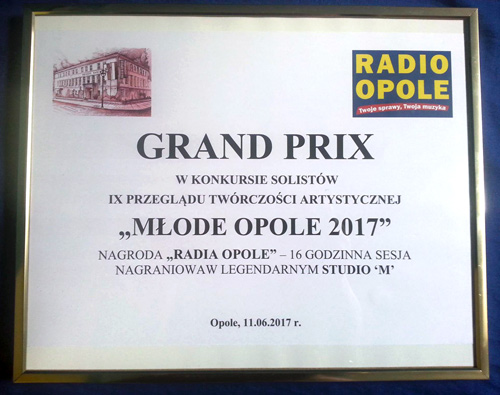 RADIO
OPOLE
Twoje sprawy, Twoja muzyka
GRAND PRIX
W KONKURSIE SOLISTÓW
IX PRZEGLĄDU TWÓRCZOŚCI ARTYSTYCZNEJ
„MŁODE OPOLE 2017”
NAGRODA „RADIA OPOLE” – 16 GODZINNA SESJA
NAGRANIOWAW LEGENDARNYM STUDIO ‘M’
Opole, 11.06.2017 r.